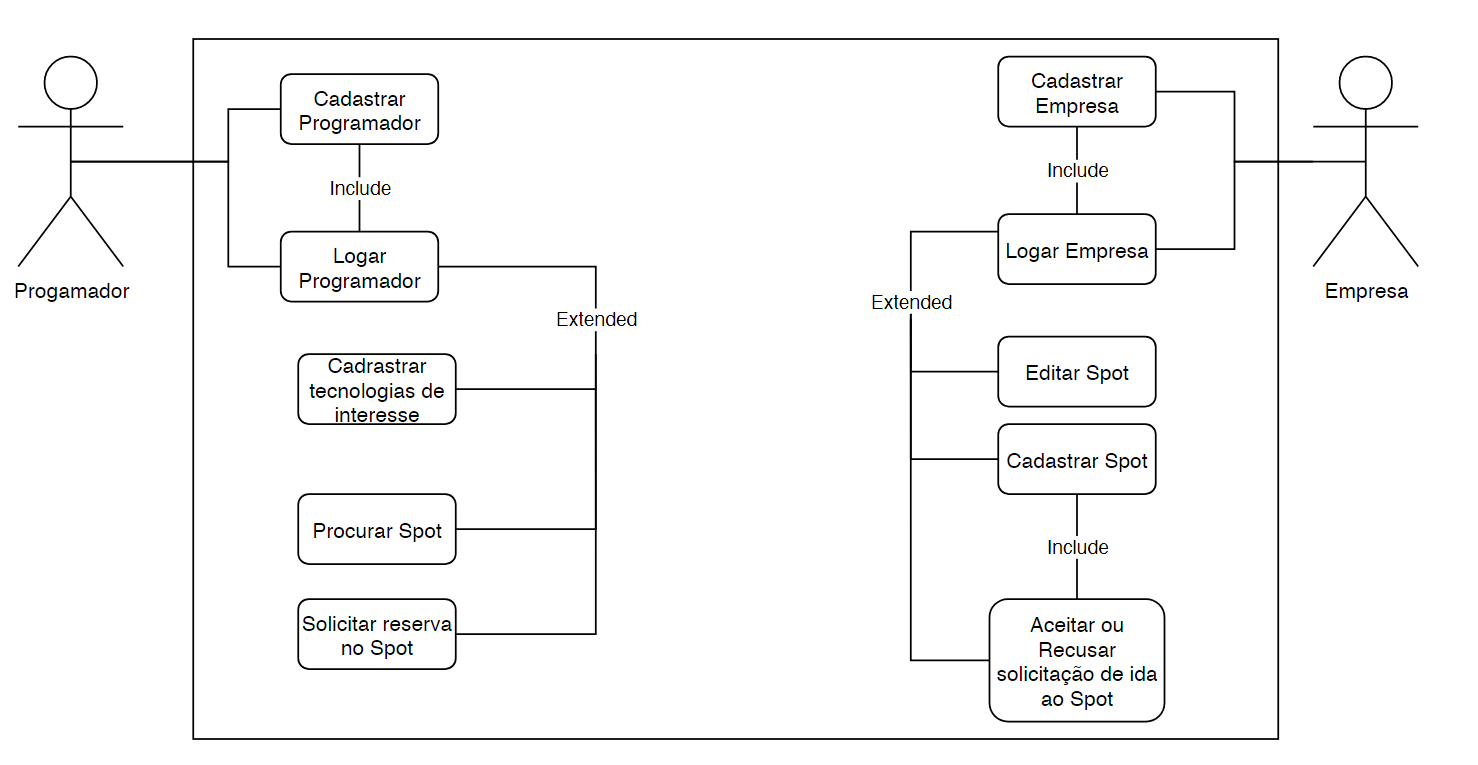 Cadastrar
Programador
Include
Logar
Programador
Progamador
Extended
Cadrastrar
tecnologias de
interesse
Procurar Spot
Solicitar reserva
no Spot
Cadastrar
Empresa
Include
Logar Empresa
Empresa
Extended
Editar Spot
Cadastrar Spot
Include
Aceitar ou
Recusar
solicitação de ida
ao Spot